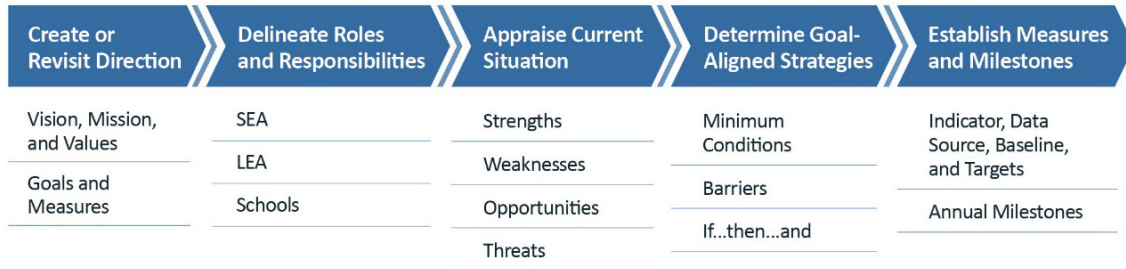 Create or
Revisit Direction
Delineate Roles
and Responsibilities
Appraise Current
Situation
Determine Goal-
Aligned Strategies
Establish Measures
and Milestones
Vision, Mission,
and Values
Goals and
Measures
SEA
LEA
Schools
Strengths
Weaknesses
Opportunities
Threats
Minimum
Conditions
Barriers
If...then...and
Indicator, Data
Source, Baseline,
and Targets
Annual Milestones